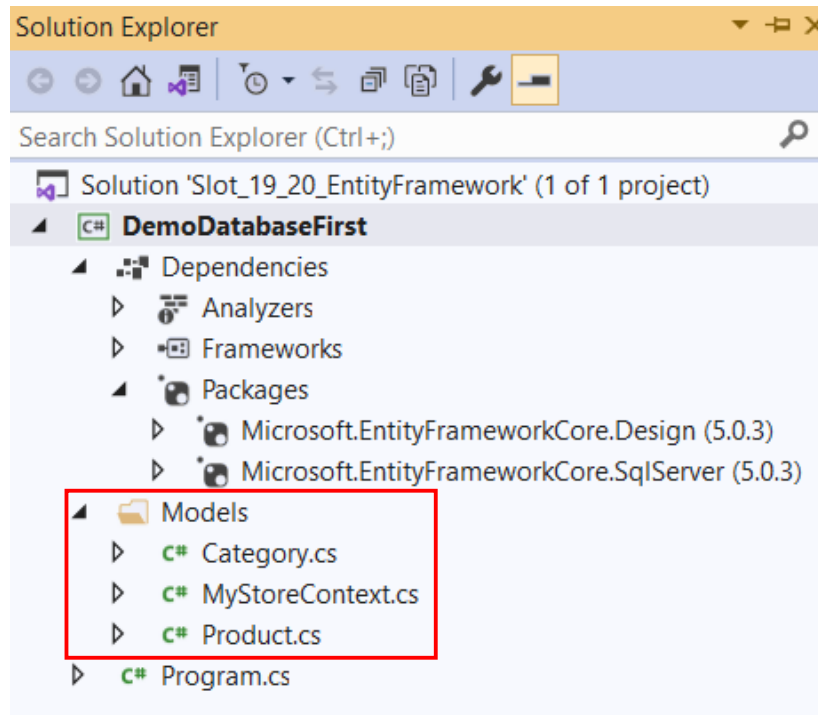 Solution Explorer
Search Solution Explorer (Ctrl+;)
Solution 'Slot_19_20_EntityFramework' (1 of 1 project)
C# DemoDatabaseFirst
Dependencies
Analyzers
Frameworks
Packages
Microsoft.EntityFrameworkCore.Design (5.0.3)
Microsoft.EntityFrameworkCore.SqlServer (5.0.3)
Models
C# Category.cs
C# MyStoreContext.cs
C# Product.cs
C# Program.cs